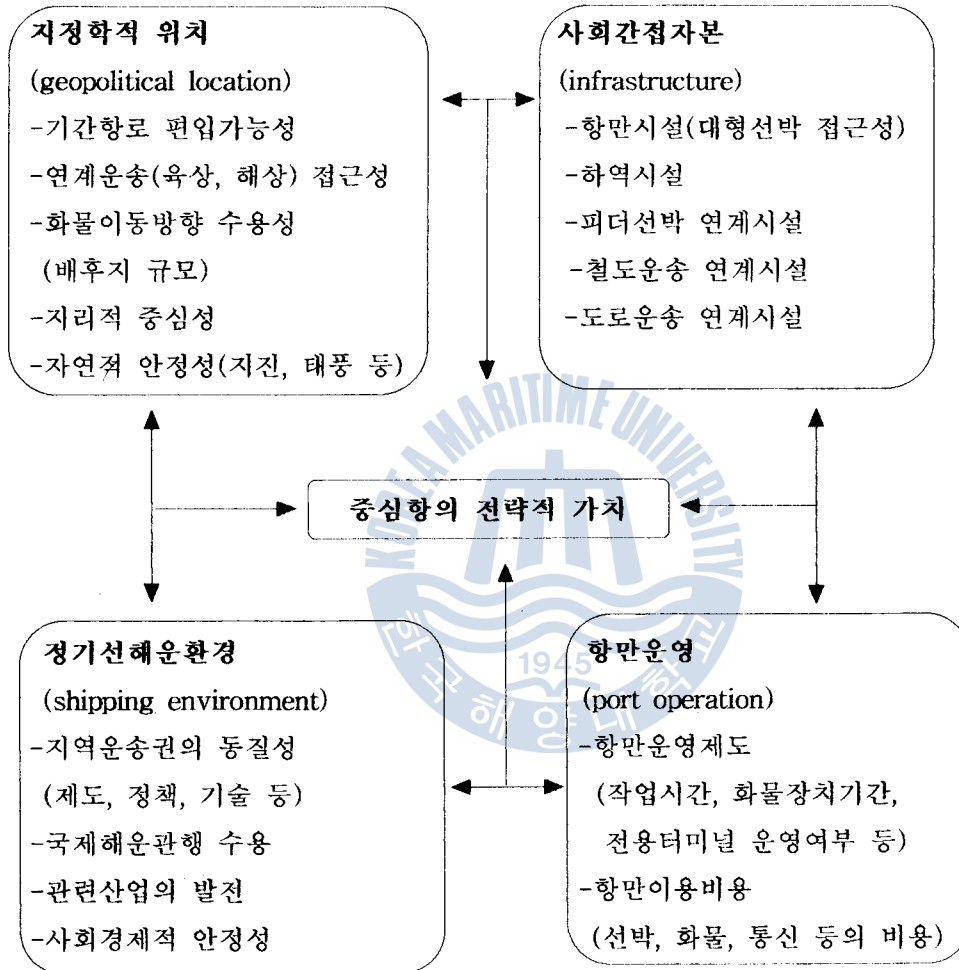 지정학적 위치
(geopolitical location)
-기간항로 편입가능성
-연계운송(육상, 해상) 접근성
-화물이동방향 수용성
(배후지 규모)
-지리적 중심성
-자연적 안정성(지진, 태풍 등)
사회간접자본
(infrastructure)
-항만시설(대형선박 접근성)
-하역시설
-피더선박 연계시설
-철도운송 연계시설
-도로운송 연계시설
KOREA MARITIME UNIVERSITY
중심항의 전략적 가치
1945
한국해양대학교
정기선해운환경
(shipping environment)
-지역운송권의 동질성
(제도, 정책, 기술 등)
-국제해운관행 수용
-관련산업의 발전
-사회경제적 안정성
항만운영
(port operation)
-항만운영제도
(작업시간, 화물장치기간,
전용터미널 운영여부 등)
-항만이용비용
(선박, 화물, 통신 등의 비용)